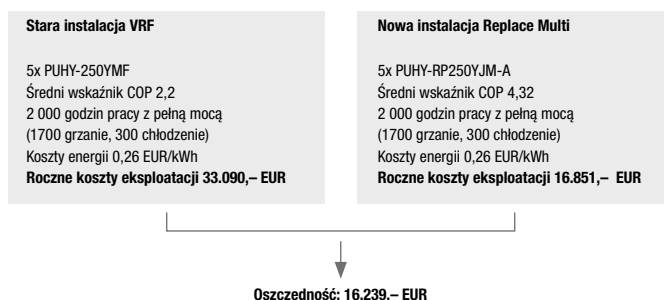 Stara instalacja VRF
5x PUHY-250YMF
Średni wskaźnik COP 2,2
2 000 godzin pracy z pełną mocą
(1700 grzanie, 300 chłodzenie)
Koszty energii 0,26 EUR/kWh
Roczne koszty eksploatacji 33.090,– EUR
Nowa instalacja Replace Multi
5x PUHY-RP250YJM-A
Średni wskaźnik COP 4,32
2 000 godzin pracy z pełną mocą
(1700 grzanie, 300 chłodzenie)
Koszty energii 0,26 EUR/kWh
Roczne koszty eksploatacji 16.851,– EUR
Oszczędność: 16.239,– EUR